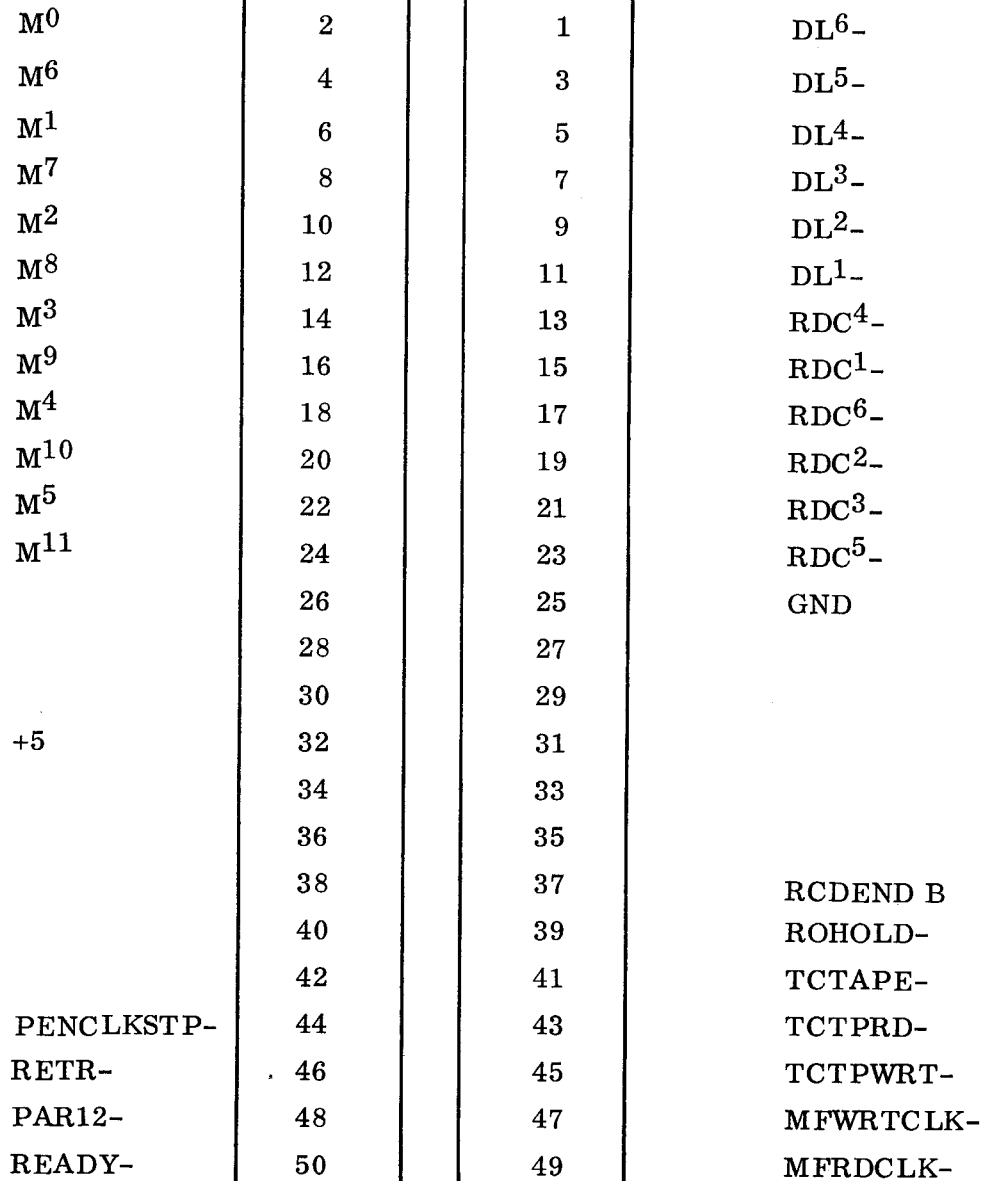 M⁰ 2 1 DL⁶-
M⁶ 4 3 DL⁵-
M¹ 6 5 DL⁴-
M⁷ 8 7 DL³-
M² 10 9 DL²-
M⁸ 12 11 DL¹-
M³ 14 13 RDC⁴-
M⁹ 16 15 RDC¹-
M⁴ 18 17 RDC⁶-
M¹⁰ 20 19 RDC²-
M⁵ 22 21 RDC³-
M¹¹ 24 23 RDC⁵-
26 25 GND
28 27
30 29
+5 32 31
34 33
36 35
38 37 RCDEND B
40 39 ROHOLD-
42 41 TCTAPE-
PENCLKSTP- 44 43 TCTPRD-
RETR- 46 45 TCTPWRT-
PAR12- 48 47 MFWRTCLK-
READY- 50 49 MFRDCLK-